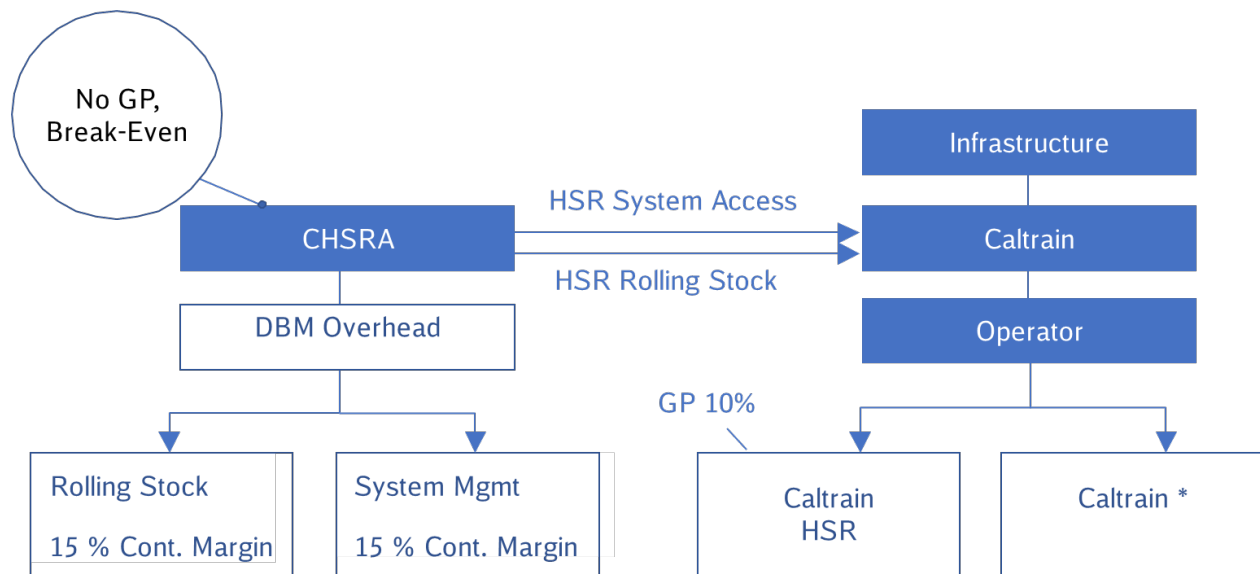 No GP,
Break-Even
Infrastructure
HSR System Access
CHSRA
Caltrain
HSR Rolling Stock
DBM Overhead
Operator
GP 10%
Rolling Stock
15 % Cont. Margin
System Mgmt
15 % Cont. Margin
Caltrain
HSR
Caltrain *